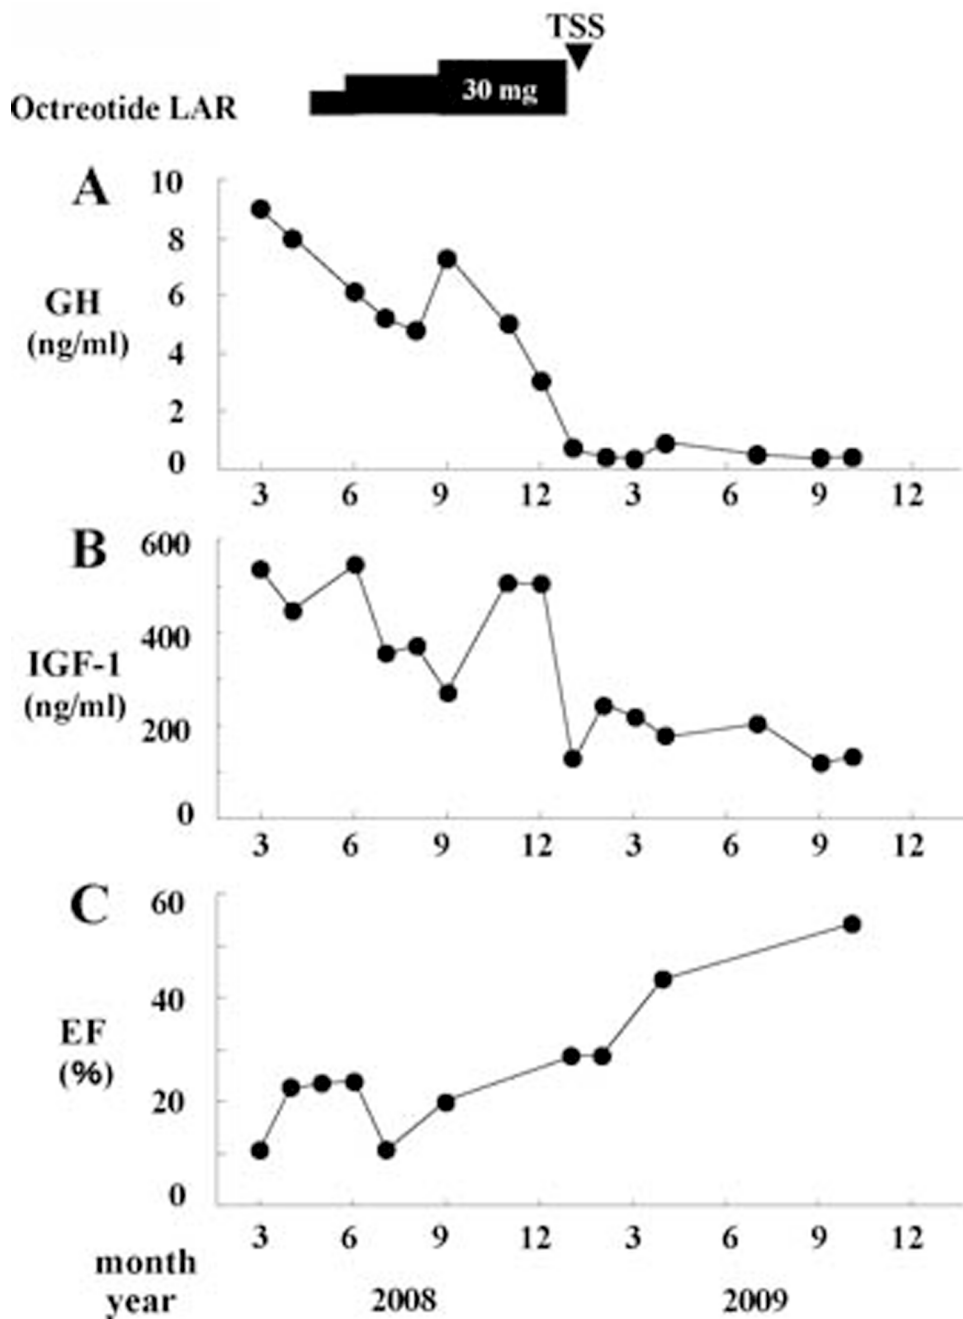 TSS
Octreotide LAR
30 mg
A
GH
(ng/ml)
10
8
6
4
2
0
3 6 9 12 3 6 9 12
B
IGF-1
(ng/ml)
600
400
200
0
3 6 9 12 3 6 9 12
C
EF
(%)
60
40
20
0
3 6 9 12 3 6 9 12
month
year 2008 2009